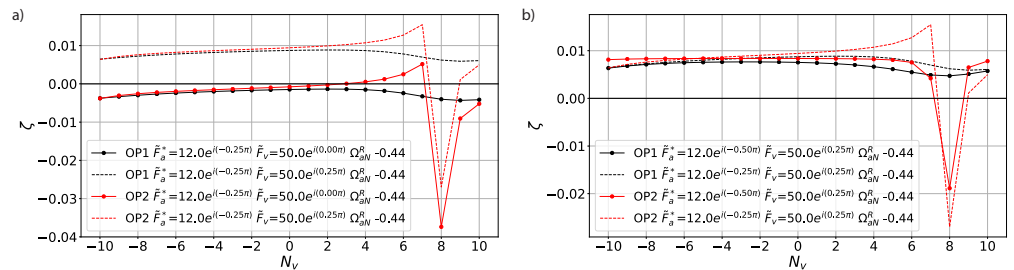 a)
ζ
0.01
0.00
−0.01
−0.02
−0.03
−0.04
OP1 F̃*ₐ=12.0e^{i(−0.25π)} F̃ᵥ=50.0e^{i(0.00π)} Ω^R_{aN} -0.44
OP1 F̃*ₐ=12.0e^{i(−0.25π)} F̃ᵥ=50.0e^{i(0.25π)} Ω^R_{aN} -0.44
OP2 F̃*ₐ=12.0e^{i(−0.25π)} F̃ᵥ=50.0e^{i(0.00π)} Ω^R_{aN} -0.44
OP2 F̃*ₐ=12.0e^{i(−0.25π)} F̃ᵥ=50.0e^{i(0.25π)} Ω^R_{aN} -0.44
−10 −8 −6 −4 −2 0 2 4 6 8 10
Nᵥ
b)
ζ
0.01
0.00
−0.01
−0.02
OP1 F̃*ₐ=12.0e^{i(−0.50π)} F̃ᵥ=50.0e^{i(0.25π)} Ω^R_{aN} -0.44
OP1 F̃*ₐ=12.0e^{i(−0.25π)} F̃ᵥ=50.0e^{i(0.25π)} Ω^R_{aN} -0.44
OP2 F̃*ₐ=12.0e^{i(−0.50π)} F̃ᵥ=50.0e^{i(0.25π)} Ω^R_{aN} -0.44
OP2 F̃*ₐ=12.0e^{i(−0.25π)} F̃ᵥ=50.0e^{i(0.25π)} Ω^R_{aN} -0.44
−10 −8 −6 −4 −2 0 2 4 6 8 10
Nᵥ